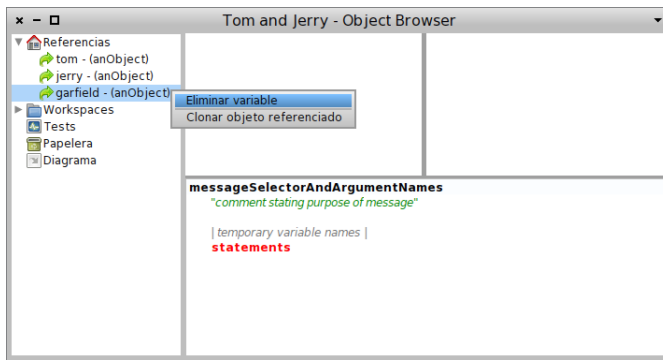 Tom and Jerry - Object Browser
Referencias
tom - (anObject)
jerry - (anObject)
garfield - (anObject)
Eliminar variable
Clonar objeto referenciado
Workspaces
Tests
Papelera
Diagrama
messageSelectorAndArgumentNames
"comment stating purpose of message"
| temporary variable names |
statements